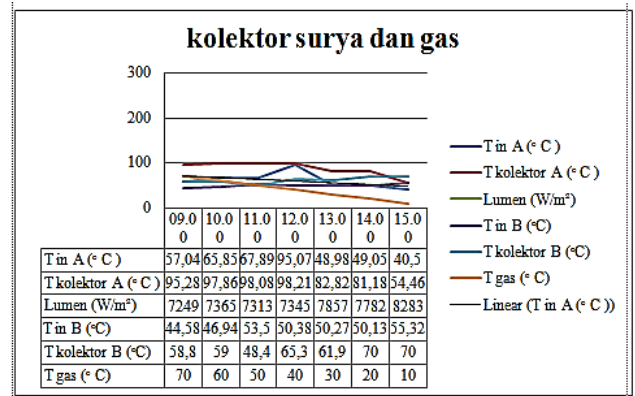 kolektor surya dan gas
300
200
100
0
09.0 10.0 11.0 12.0 13.0 14.0 15.0
0 0 0 0 0 0 0
T in A (° C ) 57,04 65,85 67,89 95,07 48,98 49,05 40,5
T kolektor A (° C ) 95,28 97,86 98,08 98,21 82,82 81,18 54,46
Lumen (W/m²) 7249 7365 7313 7345 7857 7782 8283
T in B (°C) 44,58 46,94 53,5 50,38 50,27 50,13 55,32
T kolektor B (°C) 58,8 59 48,4 65,3 61,9 70 70
T gas (° C ) 70 60 50 40 30 20 10
T in A (° C )
T kolektor A (° C )
Lumen (W/m²)
T in B (°C)
T kolektor B (°C)
T gas (° C )
Linear (T in A (° C ))